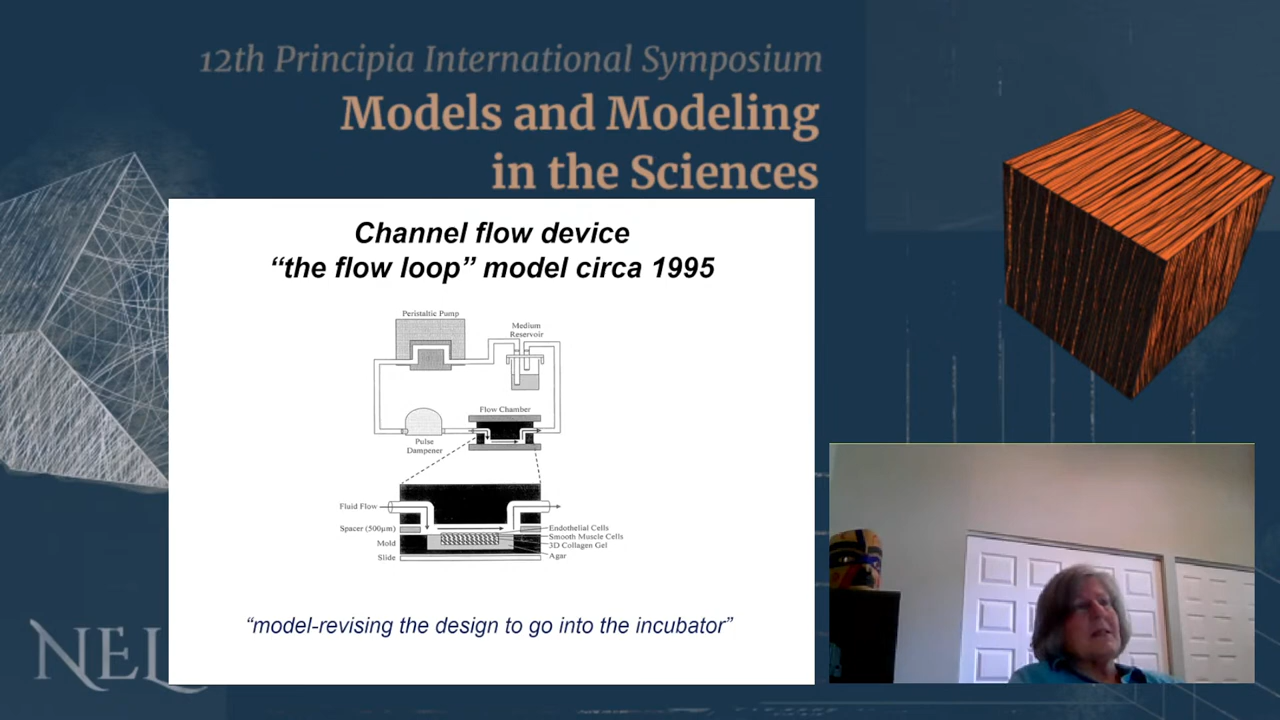 12th Principia International Symposium
Models and Modeling
in the Sciences
Channel flow device
“the flow loop” model circa 1995
Peristaltic Pump
Medium
Reservoir
Flow Chamber
Pulse
Dampener
Fluid Flow
Spacer (500µm)
Mold
Slide
Endothelial Cells
Smooth Muscle Cells
3D Collagen Gel
Agar
“model-revising the design to go into the incubator”
NEL